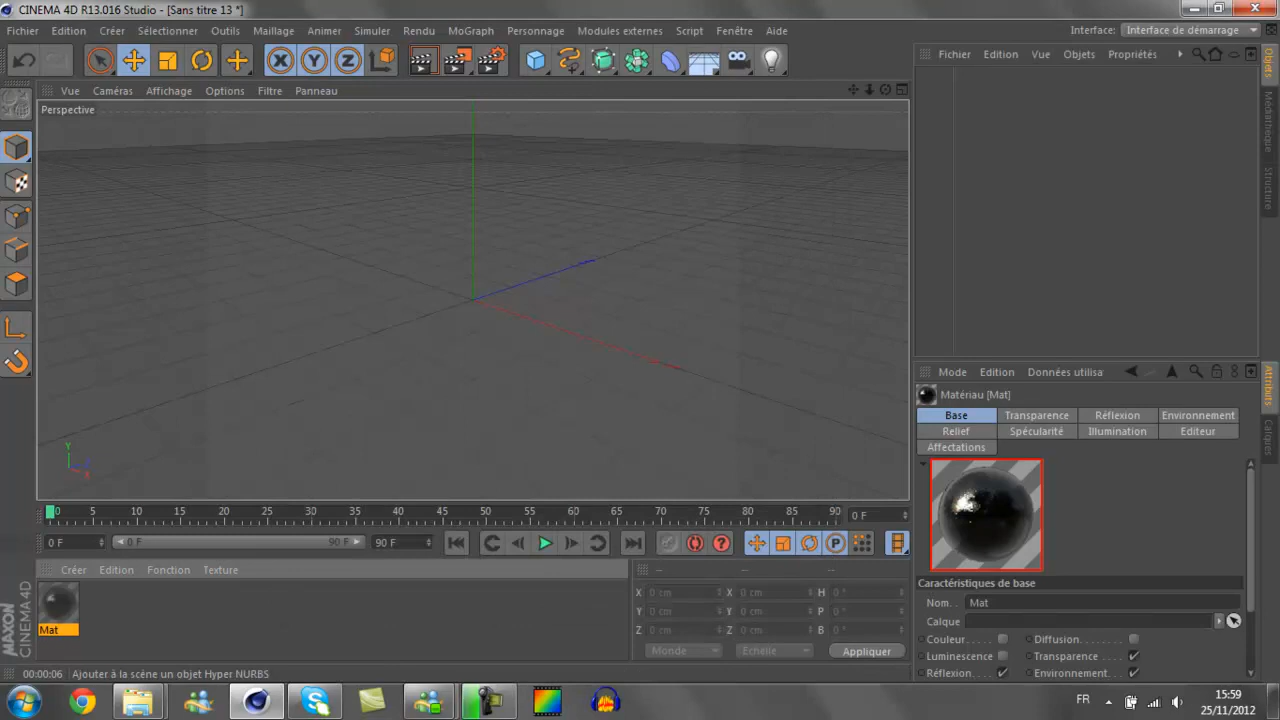 CINEMA 4D R13.016 Studio - [Sans titre 13 *]
Fichier Edition Créer Sélectionner Outils Maillage Animer Simuler Rendu MoGraph Personnage Modules externes Script Fenêtre Aide Interface: Interface de démarrage
Fichier Edition Vue Objets Propriétés
Objets
Médiathèque
Structure
Vue Caméras Affichage Options Filtre Panneau
Perspective
Y
Mode Edition Données utilisa
Attributs
Calques
Matériau [Mat]
Base Transparence Réflexion Environnement
Relief Spécularité Illumination Editeur
Affectations
0 5 10 15 20 25 30 35 40 45 50 55 60 65 70 75 80 85 90 0 F
0 F 0 F 90 F 90 F
Créer Edition Fonction Texture
-- -- --
Mat
X 0 cm X 0 cm H 0 °
Y 0 cm Y 0 cm P 0 °
Z 0 cm Z 0 cm B 0 °
Monde Echelle Appliquer
Caractéristiques de base
Nom. . Mat
Calque
Couleur. . . . . Diffusion. . . . . . . .
Luminescence Transparence . . . .
Réflexion. . . . Environnement. . . .
MAXON
CINEMA 4D
00:00:06 Ajouter à la scène un objet Hyper NURBS
FR 15:59
25/11/2012